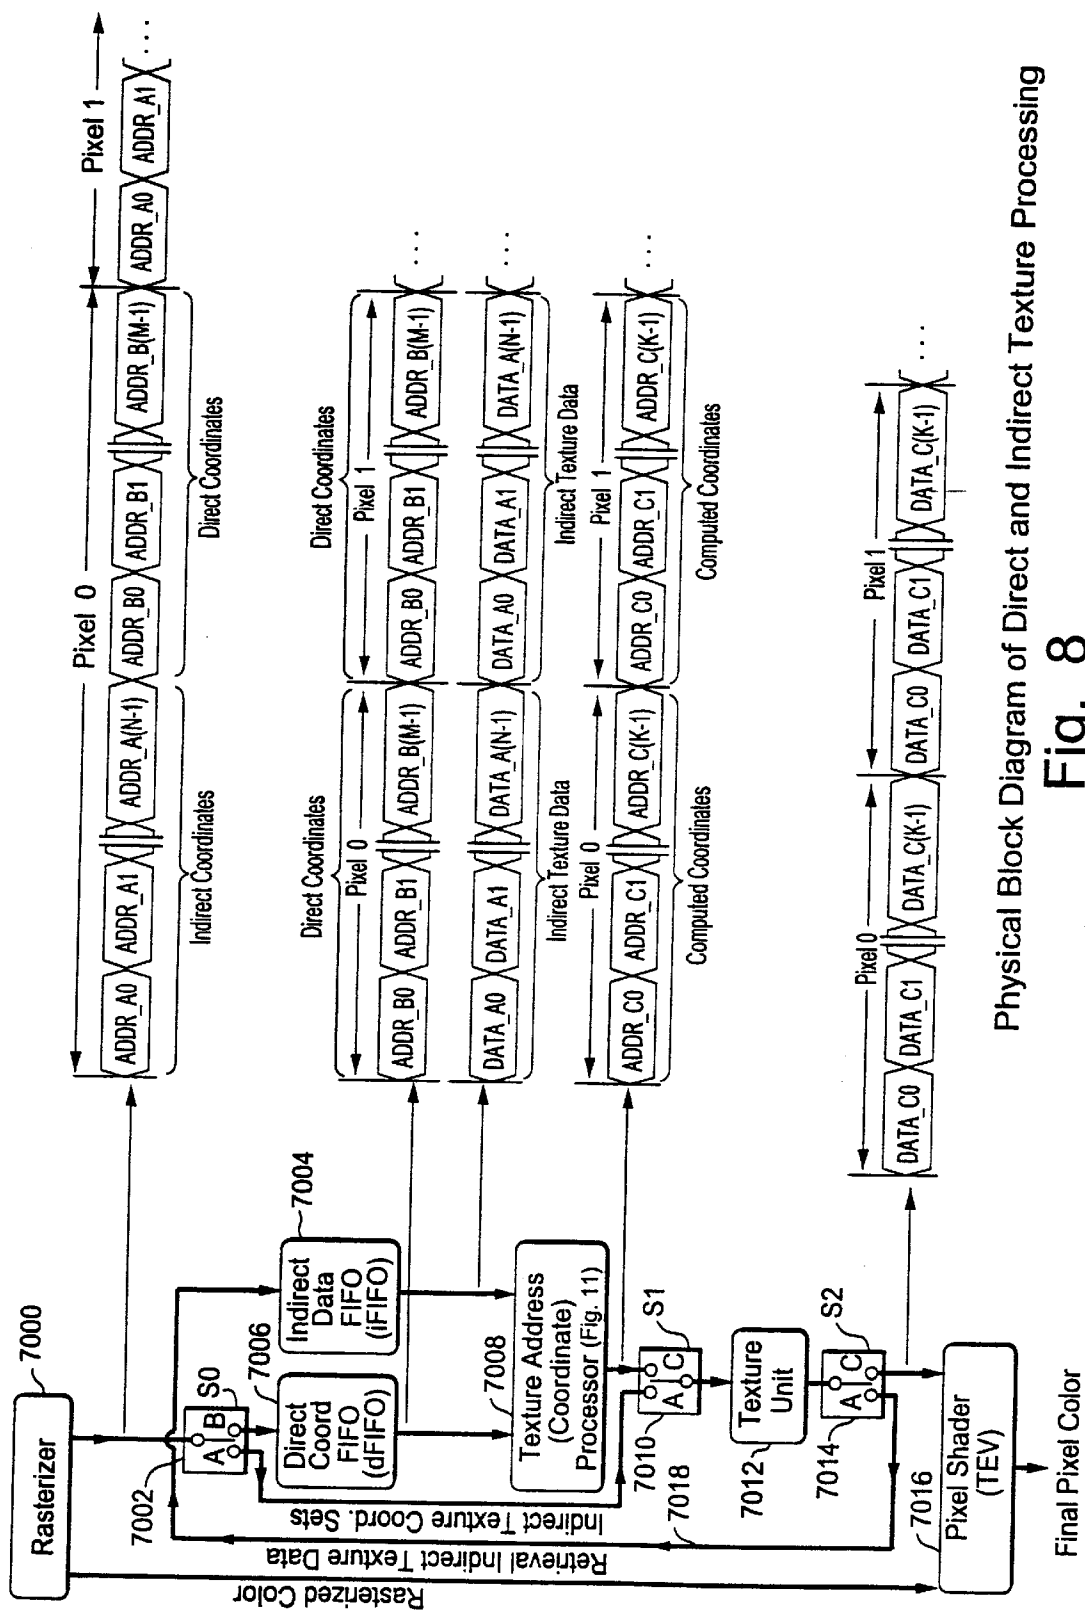 Rasterizer
7000
7002
A
B
S0
Direct
Coord
FIFO
(dFIFO)
7006
Indirect
Data
FIFO
(iFIFO)
7004
Texture Address
(Coordinate)
Processor (Fig. 11)
7008
A
C
S1
7010
7018
Texture
Unit
7012
A
C
S2
7014
Pixel Shader
(TEV)
7016
Final Pixel Color
Rasterized Color
Retrieval Indirect Texture Data
Indirect Texture Coord. Sets
Pixel 0
Pixel 1
ADDR_A0
ADDR_A1
ADDR_A(N-1)
ADDR_B0
ADDR_B1
ADDR_B(M-1)
ADDR_A0
ADDR_A1
. . .
Indirect Coordinates
Direct Coordinates
Direct Coordinates
Direct Coordinates
Pixel 0
Pixel 1
ADDR_B0
ADDR_B1
ADDR_B(M-1)
ADDR_B0
ADDR_B1
ADDR_B(M-1)
. . .
DATA_A0
DATA_A1
DATA_A(N-1)
DATA_A0
DATA_A1
DATA_A(N-1)
. . .
Indirect Texture Data
Indirect Texture Data
Pixel 0
Pixel 1
ADDR_C0
ADDR_C1
ADDR_C(K-1)
ADDR_C0
ADDR_C1
ADDR_C(K-1)
. . .
Computed Coordinates
Computed Coordinates
Pixel 0
Pixel 1
DATA_C0
DATA_C1
DATA_C(K-1)
DATA_C0
DATA_C1
DATA_C(K-1)
. . .
Physical Block Diagram of Direct and Indirect Texture Processing
Fig. 8